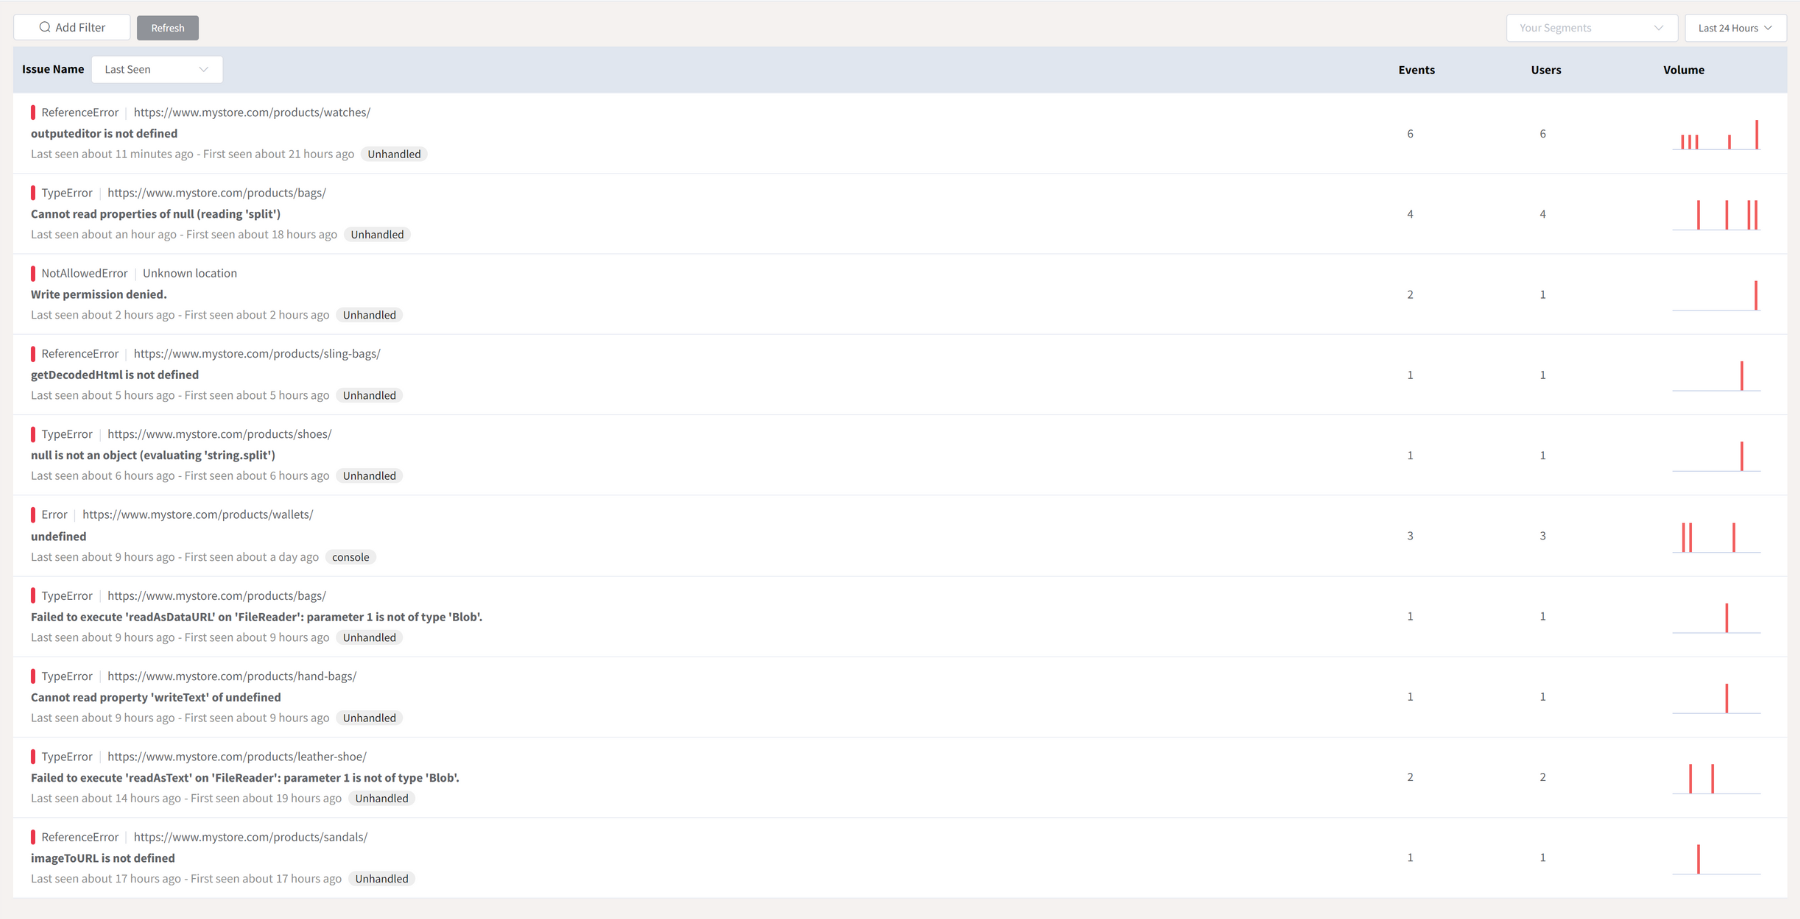 Add Filter Refresh Your Segments Last 24 Hours
Issue Name Last Seen Events Users Volume
ReferenceError https://www.mystore.com/products/watches/
outputeditor is not defined 6 6
Last seen about 11 minutes ago - First seen about 21 hours ago Unhandled
TypeError https://www.mystore.com/products/bags/
Cannot read properties of null (reading 'split') 4 4
Last seen about an hour ago - First seen about 18 hours ago Unhandled
NotAllowedError Unknown location
Write permission denied. 2 1
Last seen about 2 hours ago - First seen about 2 hours ago Unhandled
ReferenceError https://www.mystore.com/products/sling-bags/
getDecodedHtml is not defined 1 1
Last seen about 5 hours ago - First seen about 5 hours ago Unhandled
TypeError https://www.mystore.com/products/shoes/
null is not an object (evaluating 'string.split') 1 1
Last seen about 6 hours ago - First seen about 6 hours ago Unhandled
Error https://www.mystore.com/products/wallets/
undefined 3 3
Last seen about 9 hours ago - First seen about a day ago console
TypeError https://www.mystore.com/products/bags/
Failed to execute 'readAsDataURL' on 'FileReader': parameter 1 is not of type 'Blob'. 1 1
Last seen about 9 hours ago - First seen about 9 hours ago Unhandled
TypeError https://www.mystore.com/products/hand-bags/
Cannot read property 'writeText' of undefined 1 1
Last seen about 9 hours ago - First seen about 9 hours ago Unhandled
TypeError https://www.mystore.com/products/leather-shoe/
Failed to execute 'readAsText' on 'FileReader': parameter 1 is not of type 'Blob'. 2 2
Last seen about 14 hours ago - First seen about 19 hours ago Unhandled
ReferenceError https://www.mystore.com/products/sandals/
imageToURL is not defined 1 1
Last seen about 17 hours ago - First seen about 17 hours ago Unhandled